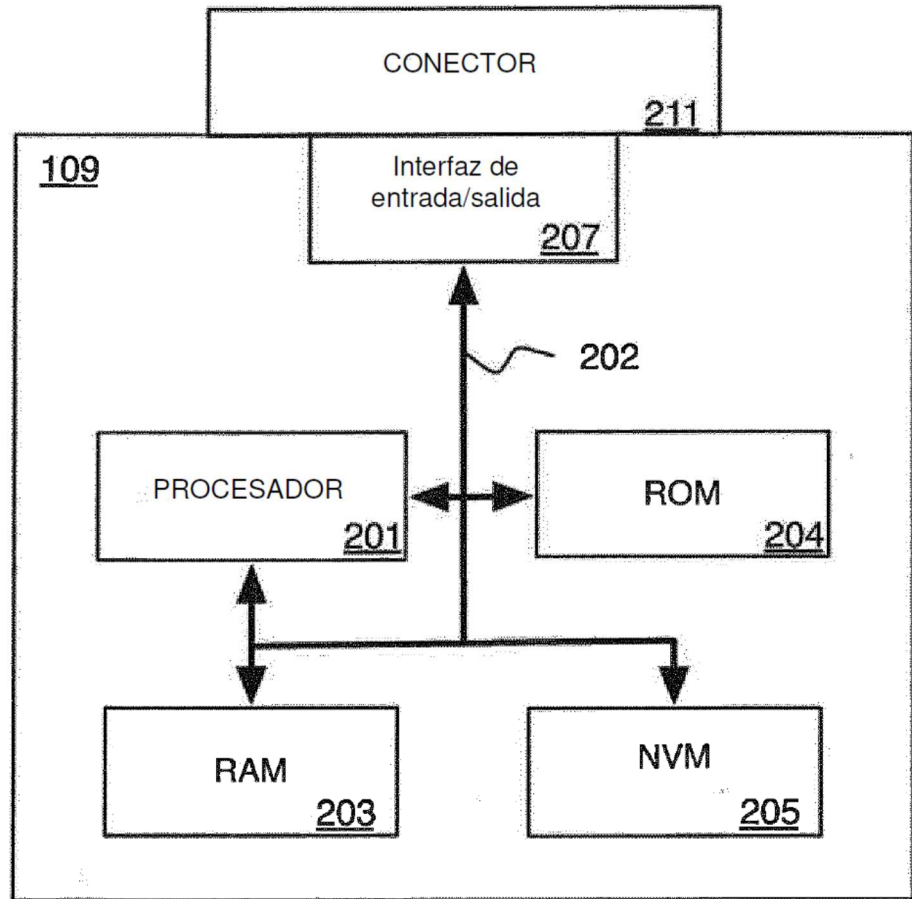 CONECTOR
211
109
Interfaz de
entrada/salida
207
202
PROCESADOR
201
ROM
204
RAM
203
NVM
205